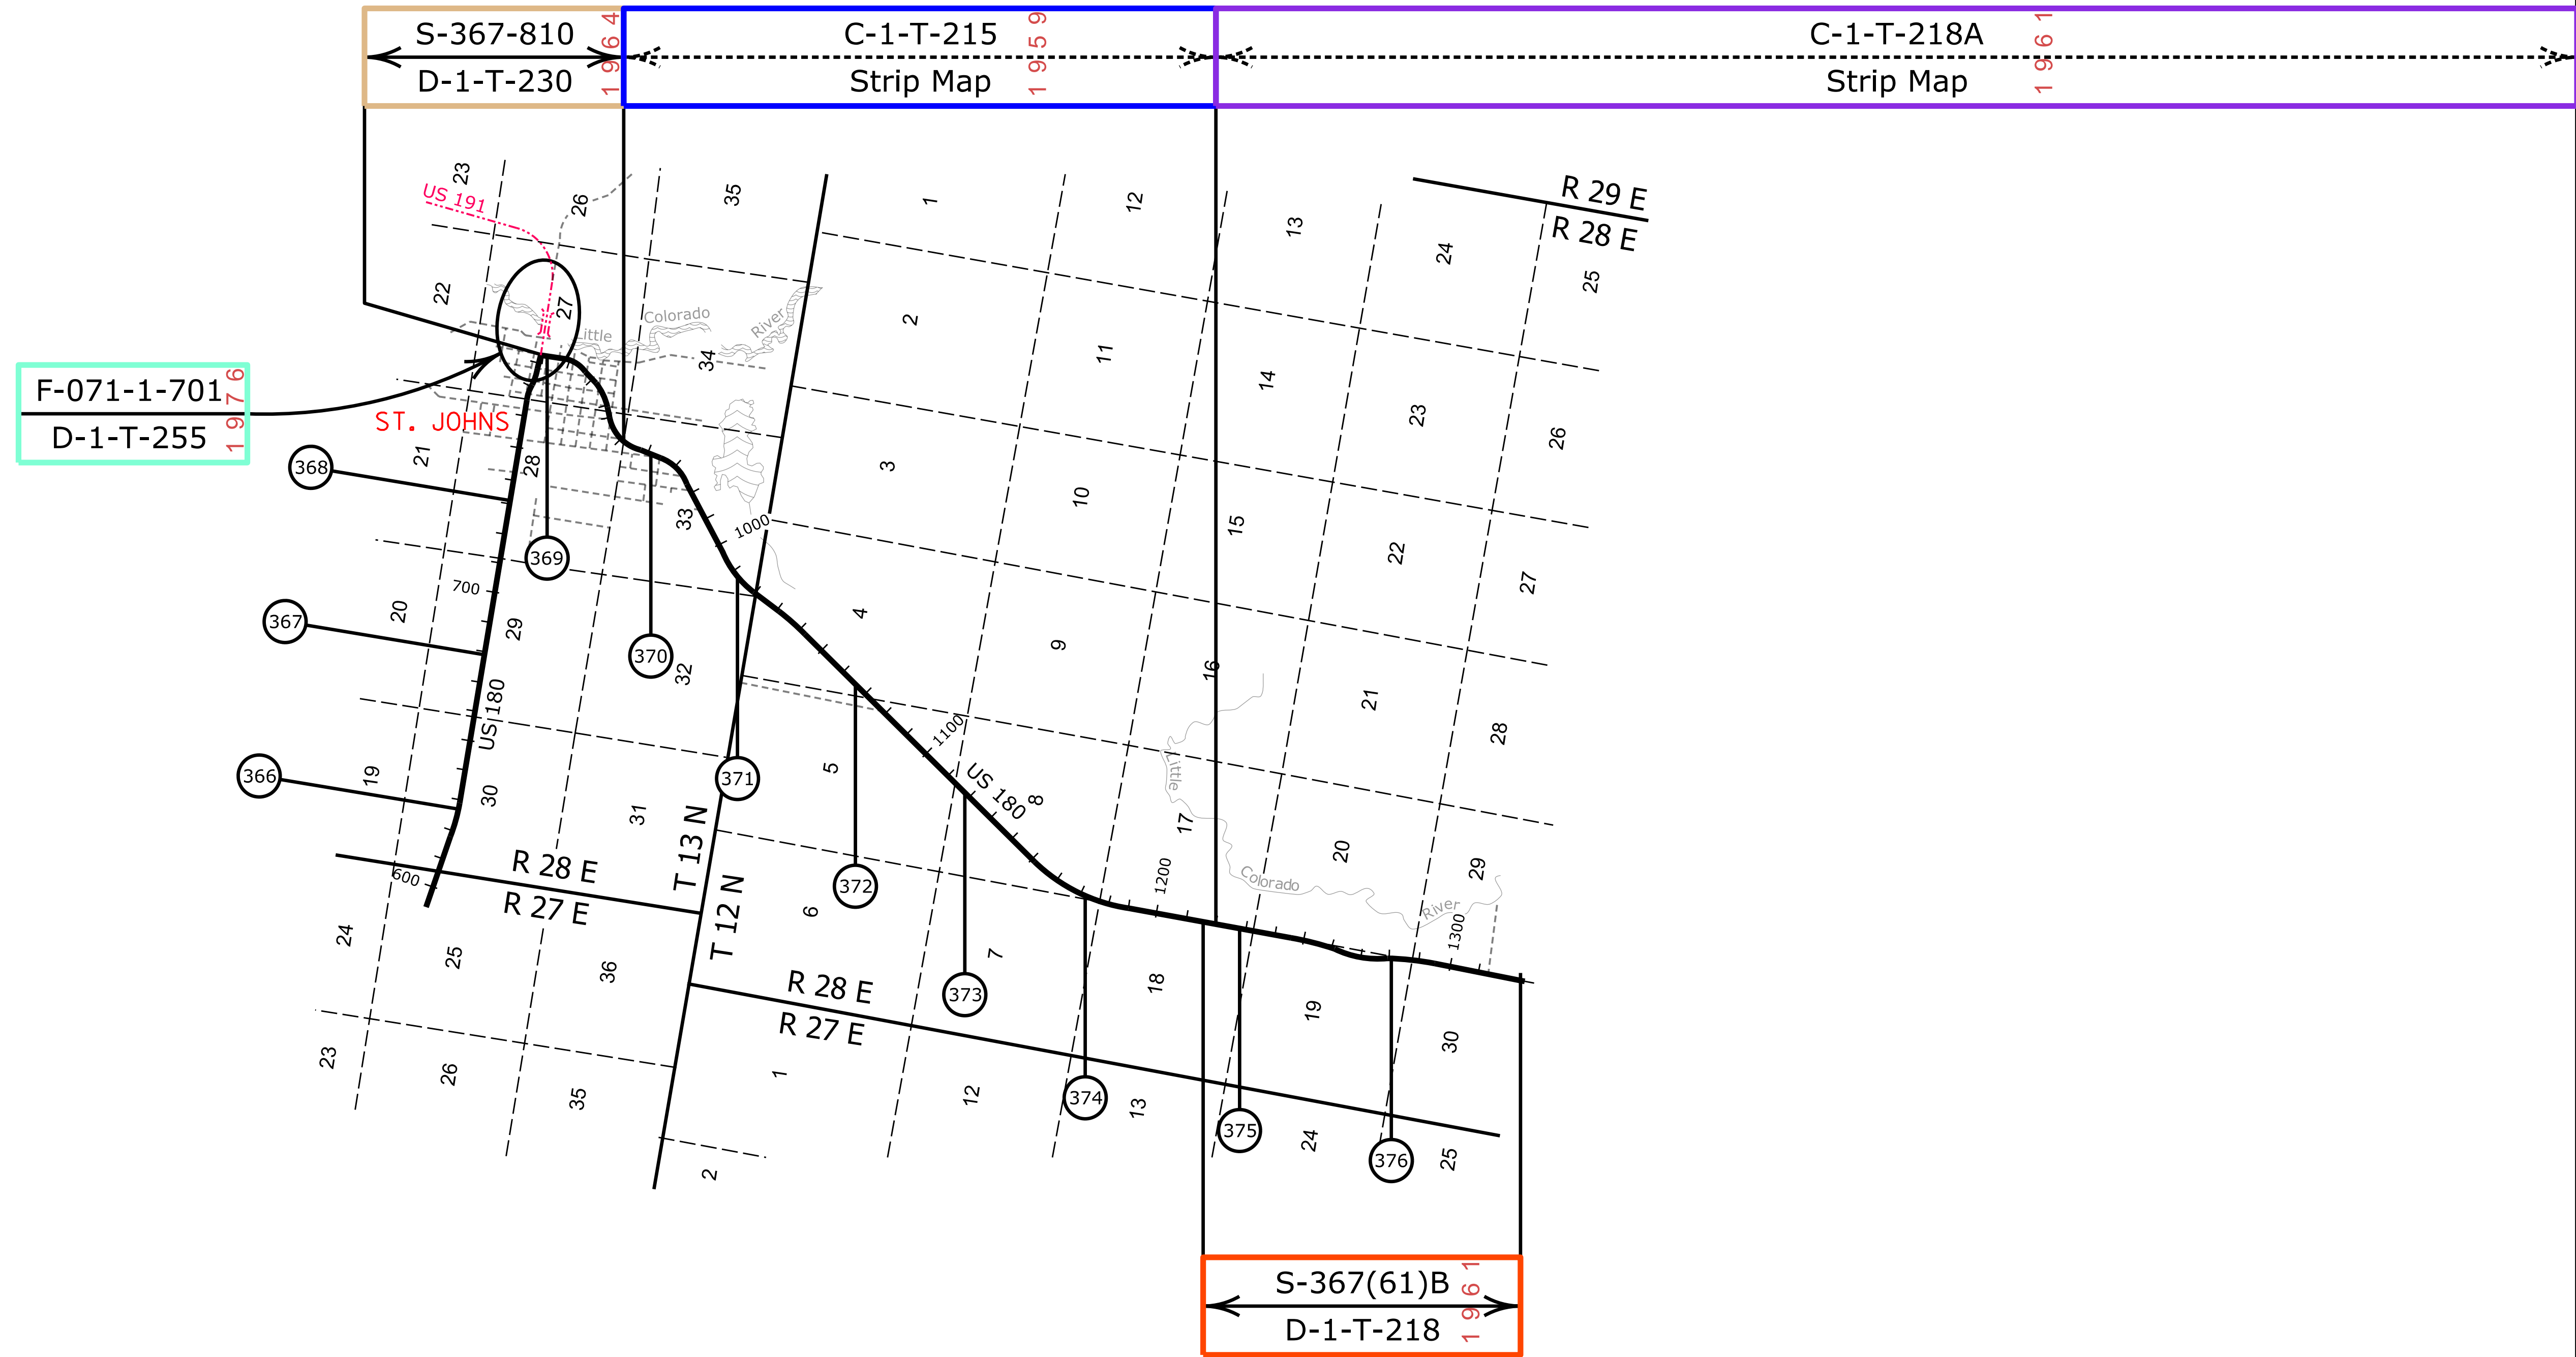 S-367-810
D-1-T-230
1964
C-1-T-215
Strip Map
1959
C-1-T-218A
Strip Map
1961
F-071-1-701
D-1-T-255
1976
US 191
23
26
35
1
12
13
24
25
R 29 E
R 28 E
22
27
ittle
Colorado
River
34
2
11
14
23
26
ST. JOHNS
21
28
33
1000
3
10
15
22
27
368
369
700
20
29
32
4
9
16
21
28
367
370
US 180
19
30
31
5
8
17
20
29
366
371
1100
US 180
Little
Colorado
River
1200
1300
600
R 28 E
R 27 E
T 13 N
T 12 N
372
6
7
18
19
30
24
25
36
R 28 E
R 27 E
373
374
375
376
23
26
35
1
12
13
24
25
2
S-367(61)B
D-1-T-218
1961